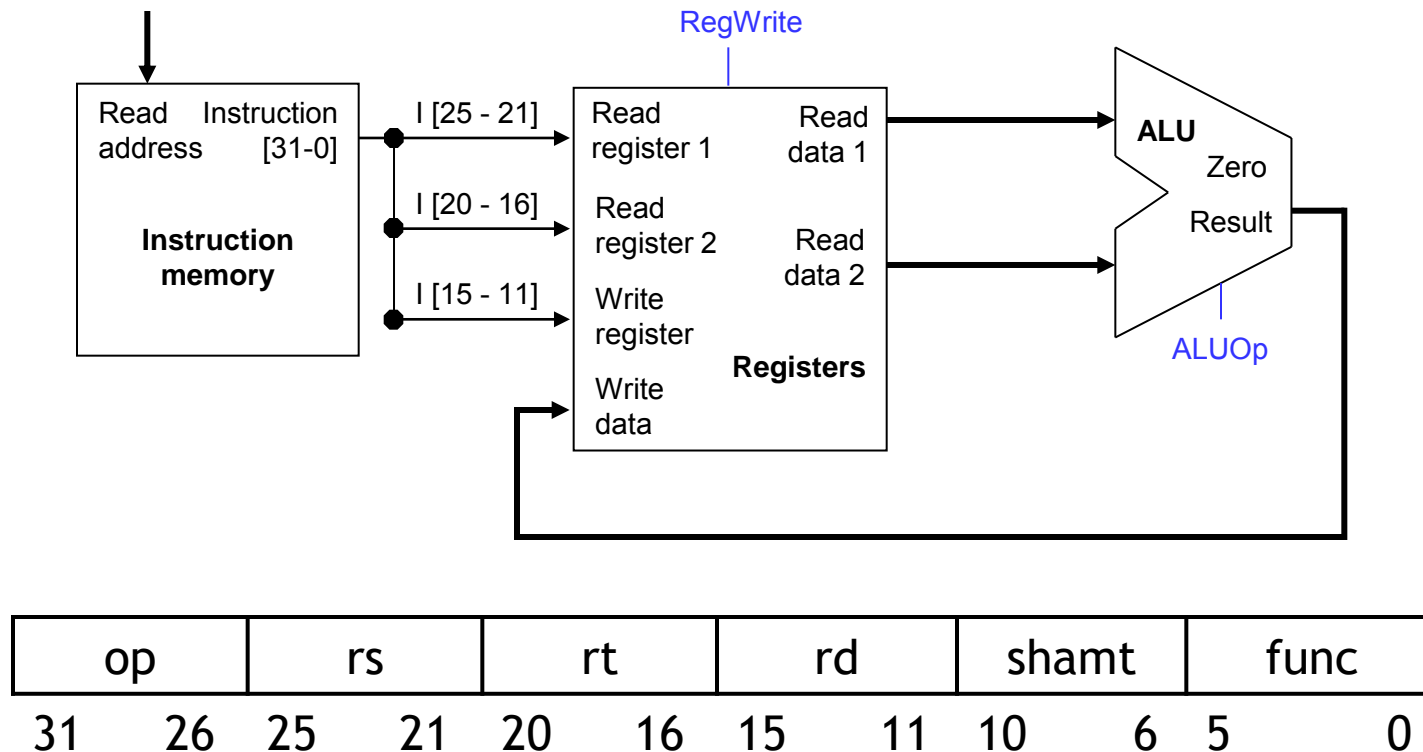 RegWrite
Read Instruction
address [31-0]
Instruction
memory
I [25 - 21]
I [20 - 16]
I [15 - 11]
Read
register 1
Read
data 1
Read
register 2
Read
data 2
Write
register
Registers
Write
data
ALU
Zero
Result
ALUOp
op rs rt rd shamt func
31 26 25 21 20 16 15 11 10 6 5 0